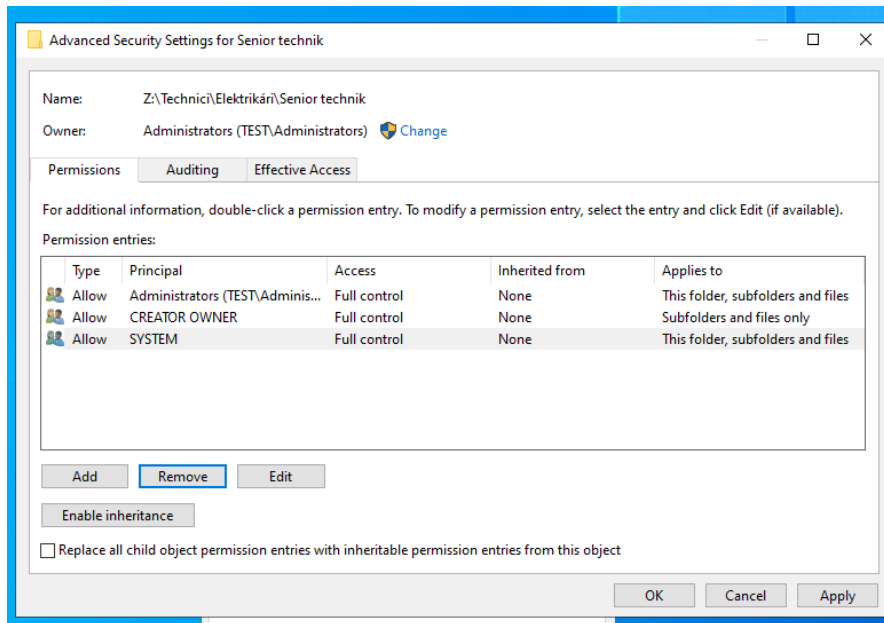 Advanced Security Settings for Senior technik
Name: Z:\Technici\Elektrikári\Senior technik
Owner: Administrators (TEST\Administrators) Change
Permissions Auditing Effective Access
For additional information, double-click a permission entry. To modify a permission entry, select the entry and click Edit (if available).
Permission entries:
Type Principal Access Inherited from Applies to
Allow Administrators (TEST\Adminis... Full control None This folder, subfolders and files
Allow CREATOR OWNER Full control None Subfolders and files only
Allow SYSTEM Full control None This folder, subfolders and files
Add Remove Edit
Enable inheritance
Replace all child object permission entries with inheritable permission entries from this object
OK Cancel Apply